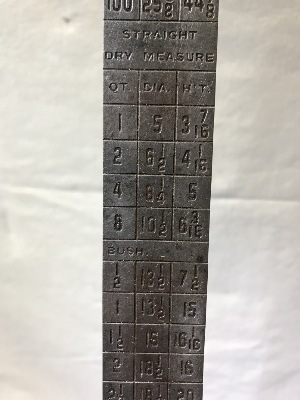 100 25 5/8 44 1/8
STRAIGHT
DRY MEASURE
QT. DIA. H'T.
1 5 3 7/16
2 6 1/2 4 1/16
4 8 1/4 5
8 10 1/2 6 3/16
BUSH.
1/2 13 1/2 7 1/2
1 13 1/2 15
1 1/2 15 16 1/16
2 18 1/2 16